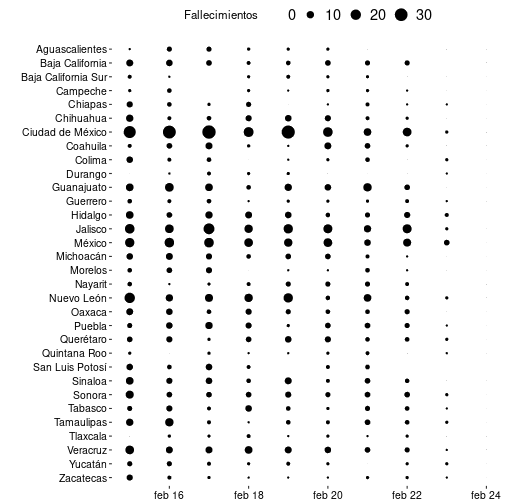 Fallecimientos 0 10 20 30
Aguascalientes
Baja California
Baja California Sur
Campeche
Chiapas
Chihuahua
Ciudad de México
Coahuila
Colima
Durango
Guanajuato
Guerrero
Hidalgo
Jalisco
México
Michoacán
Morelos
Nayarit
Nuevo León
Oaxaca
Puebla
Querétaro
Quintana Roo
San Luis Potosí
Sinaloa
Sonora
Tabasco
Tamaulipas
Tlaxcala
Veracruz
Yucatán
Zacatecas
feb 16 feb 18 feb 20 feb 22 feb 24